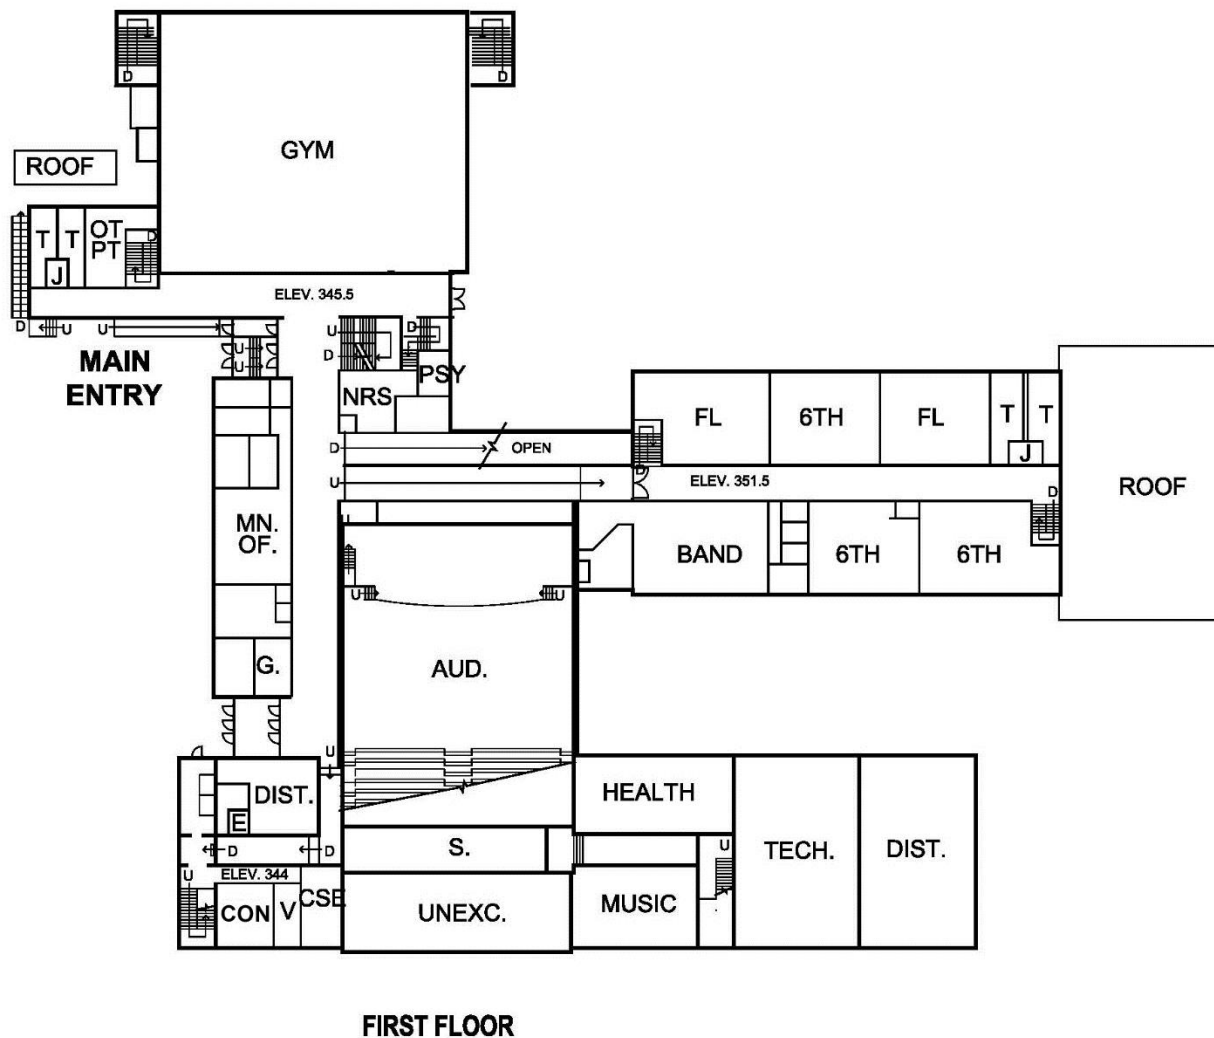 D
D
GYM
ROOF
T
T
OT
PT
D
J
ELEV. 345.5
D
U
U
U
D
D
MAIN
ENTRY
U
U
PSY
NRS
FL
6TH
FL
T
T
J
D
OPEN
D
U
ELEV. 351.5
D
ROOF
U
MN.
OF.
BAND
6TH
6TH
U
U
G.
AUD.
U
DIST.
E
HEALTH
TECH.
DIST.
S.
D
D
U
U
ELEV. 344
CON
V
CSE
UNEXC.
MUSIC
FIRST FLOOR